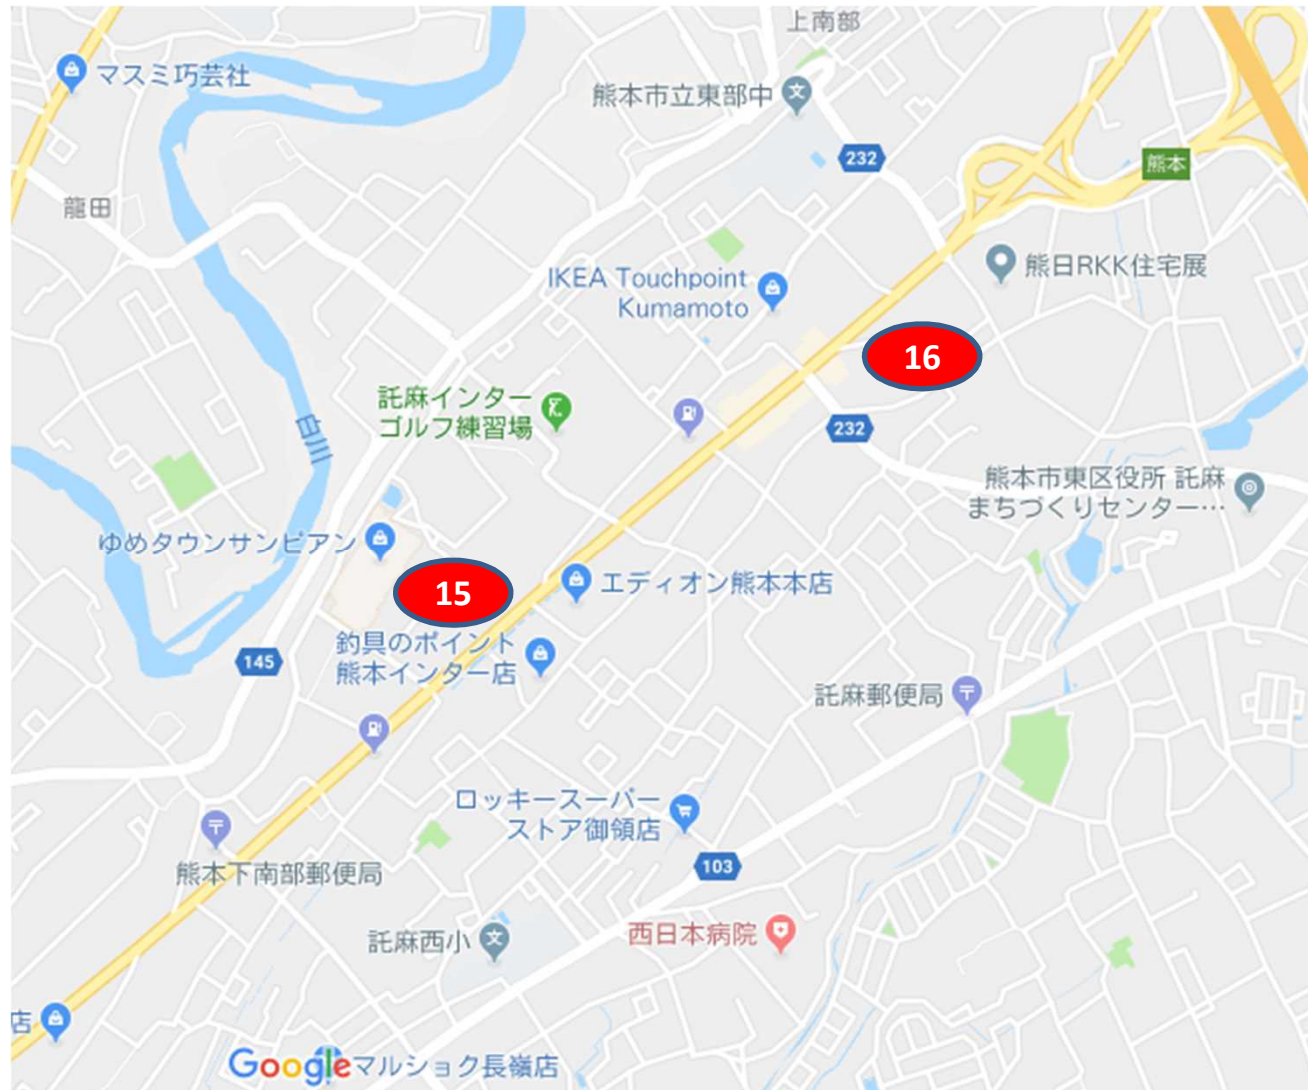 上南部
マスミ巧芸社
熊本市立東部中
232
熊本
龍田
熊日RKK住宅展
IKEA Touchpoint
Kumamoto
16
託麻インター
ゴルフ練習場
白川
232
熊本市東区役所 託麻
まちづくりセンター…
ゆめタウンサンピアン
15
エディオン熊本本店
釣具のポイント
熊本インター店
145
託麻郵便局
ロッキースーパー
ストア御領店
熊本下南部郵便局
103
託麻西小
西日本病院
店
Google
マルショク長嶺店